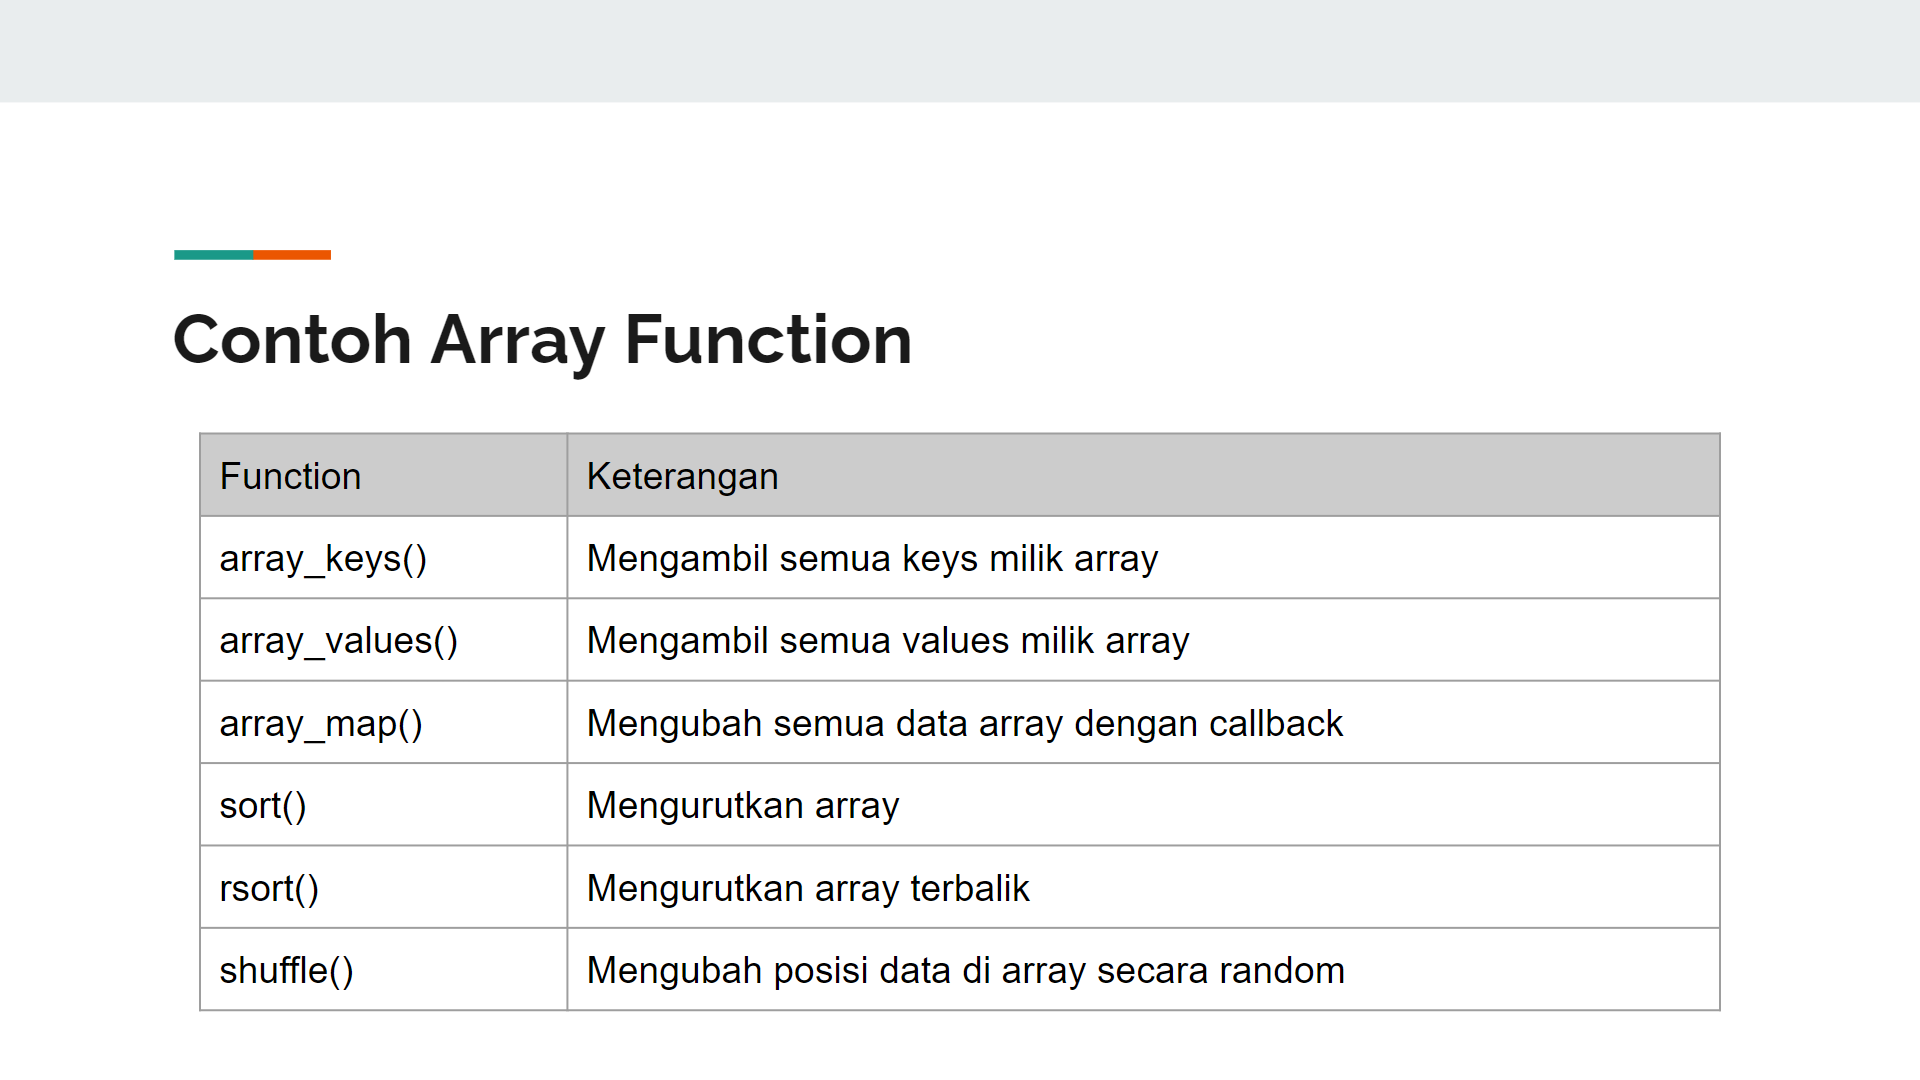 Contoh Array Function
Function Keterangan
array_keys() Mengambil semua keys milik array
array_values() Mengambil semua values milik array
array_map() Mengubah semua data array dengan callback
sort() Mengurutkan array
rsort() Mengurutkan array terbalik
shuffle() Mengubah posisi data di array secara random